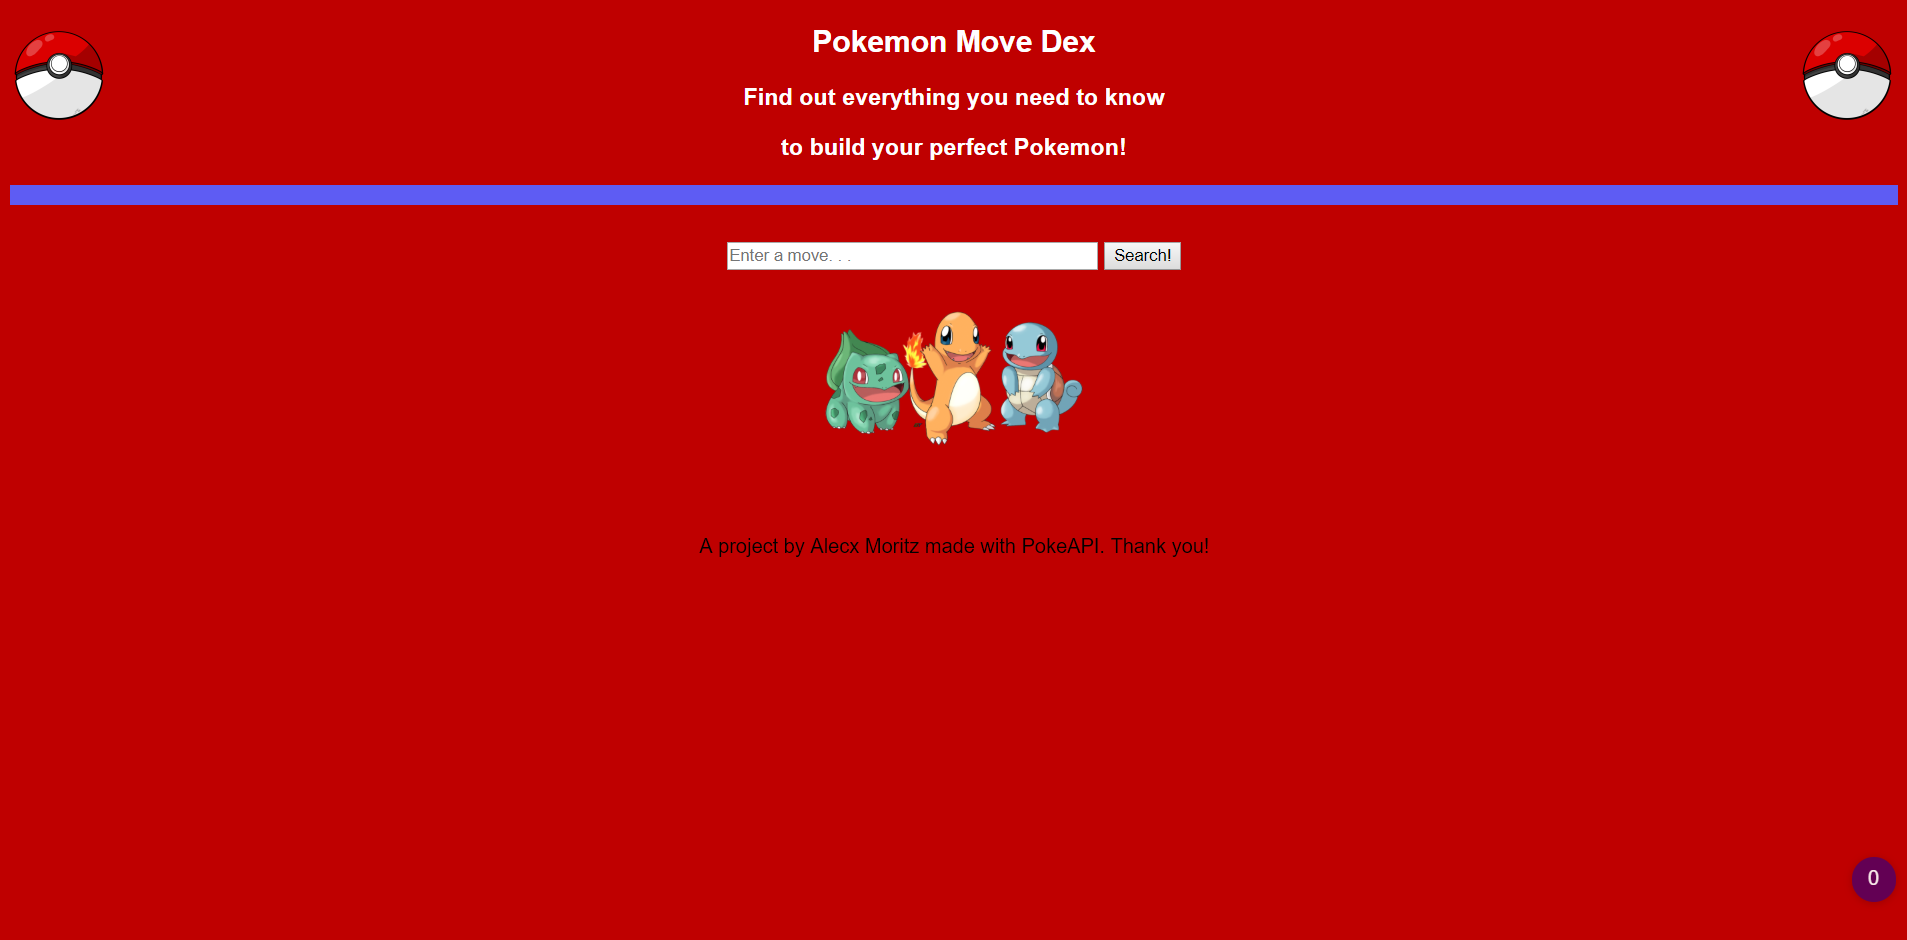 Pokemon Move Dex
Find out everything you need to know
to build your perfect Pokemon!
Enter a move. . .
Search!
A project by Alecx Moritz made with PokeAPI. Thank you!
0